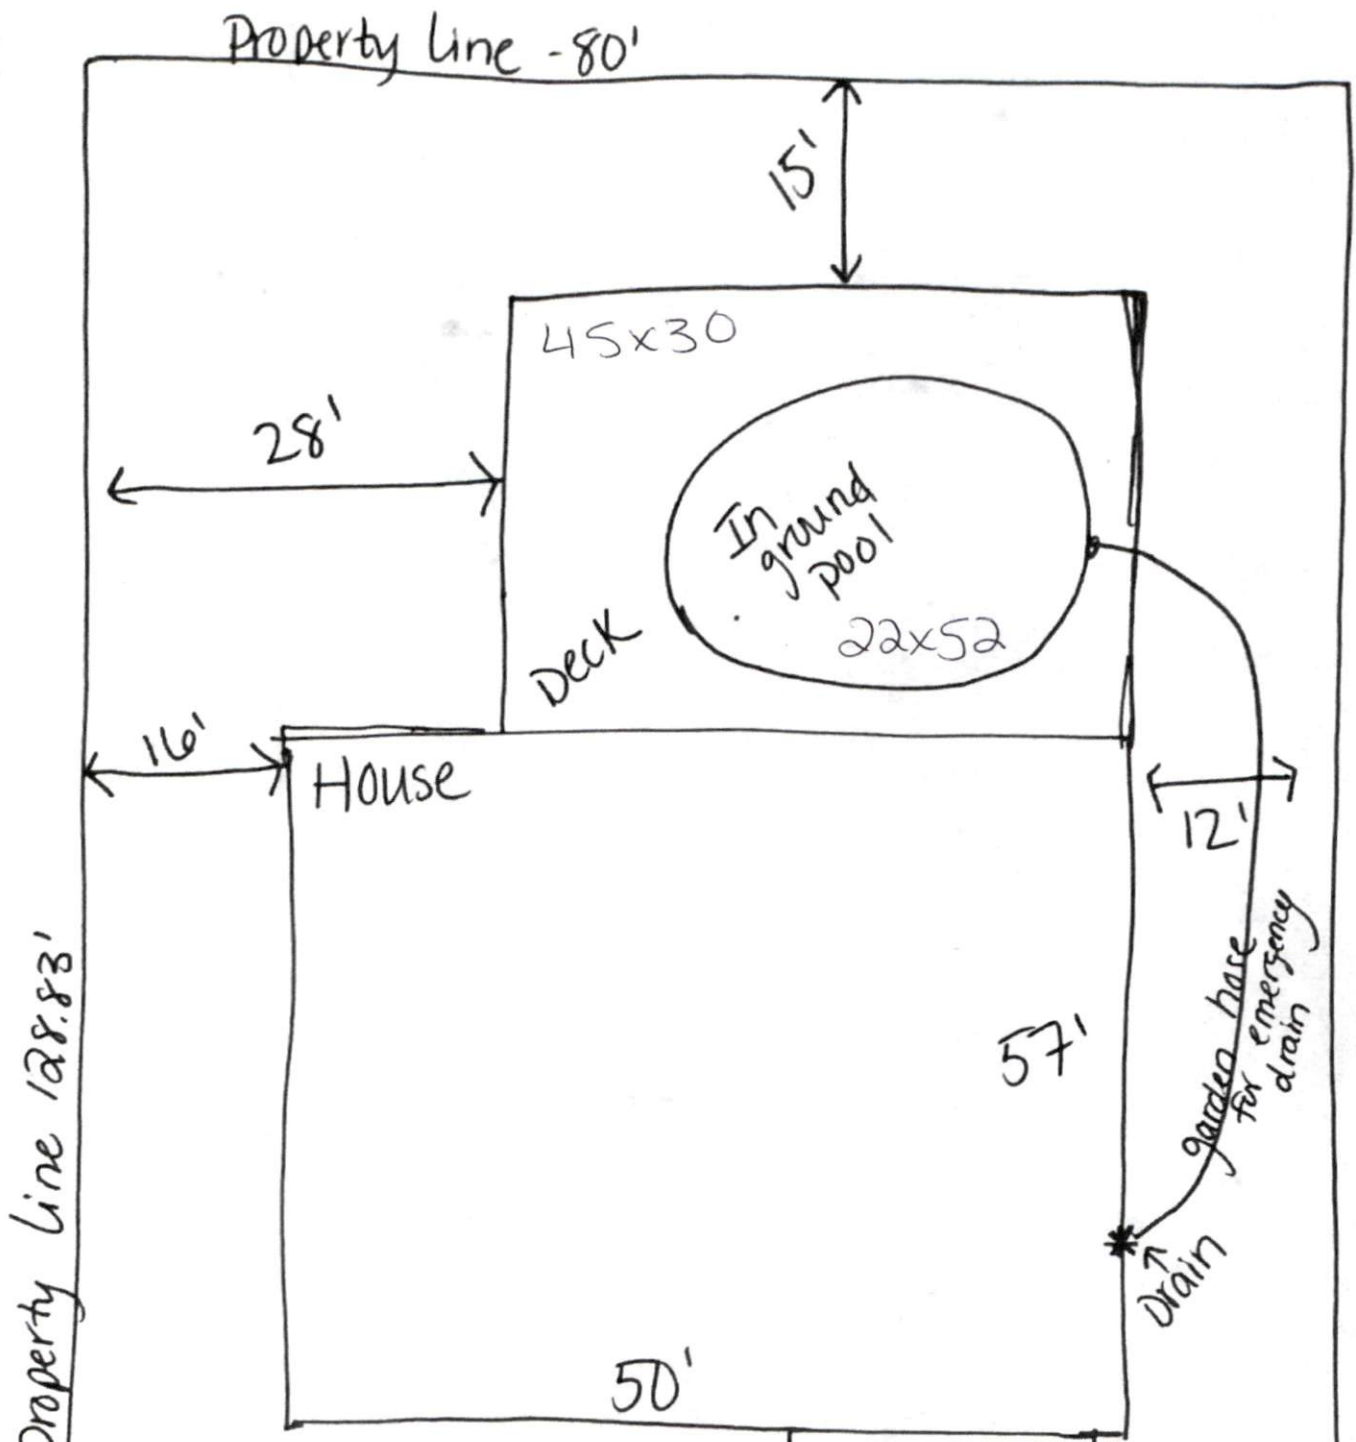 Property Line - 80'
15'
45x30
28'
In
ground
pool
22x52
Deck
16'
House
12'
Property Line 128.83'
57'
garden hose
for emergency
drain
Drain
50'